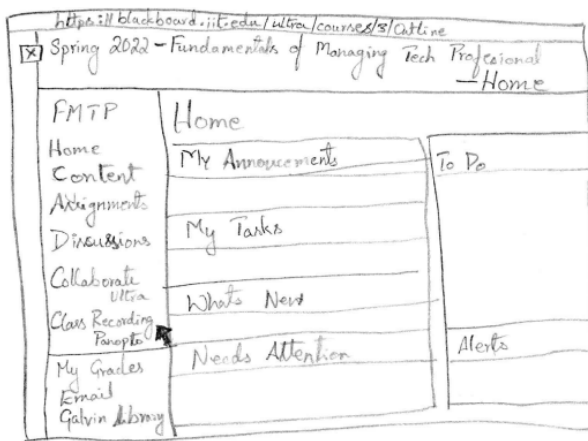 https://blackboard.iit.edu/ultra/courses/3/Outline
Spring 2022 - Fundamentals of Managing Tech Profesional
- Home
FMTP
Home
Content
Assignments
Discussions
Collaborate
Ultra
Class Recording
Panopto
My Grades
Email
Galvin Library
Home
My Annoucements
My Tasks
Whats New
Needs Attention
To Do
Alerts